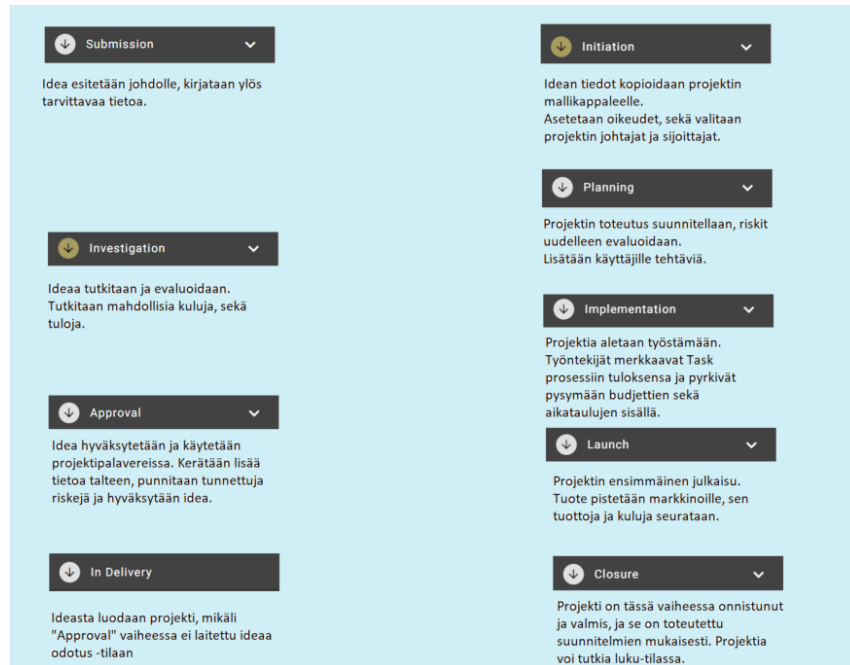 Submission
Idea esitetään johdolle, kirjataan ylös
tarvittavaa tietoa.
Investigation
Ideaa tutkitaan ja evaluoidaan.
Tutkitaan mahdollisia kuluja, sekä
tuloja.
Approval
Idea hyväksytetään ja käytetään
projektipalavereissa. Kerätään lisää
tietoa talteen, punnitaan tunnettuja
riskejä ja hyväksytään idea.
In Delivery
Ideasta luodaan projekti, mikäli
"Approval" vaiheessa ei laitettu ideaa
odotus -tilaan
Initiation
Idean tiedot kopioidaan projektin
mallikappaleelle.
Asetetaan oikeudet, sekä valitaan
projektin johtajat ja sijoittajat.
Planning
Projektin toteutus suunnitellaan, riskit
uudelleen evaluoidaan.
Lisätään käyttäjille tehtäviä.
Implementation
Projektia aletaan työstämään.
Työntekijät merkkaavat Task
prosessiin tuloksensa ja pyrkivät
pysymään budjettien sekä
aikataulujen sisällä.
Launch
Projektin ensimmäinen julkaisu.
Tuote pistetään markkinoille, sen
tuottoja ja kuluja seurataan.
Closure
Projekti on tässä vaiheessa onnistunut
ja valmis, ja se on toteutettu
suunnitelmien mukaisesti. Projektia
voi tutkia luku-tilassa.